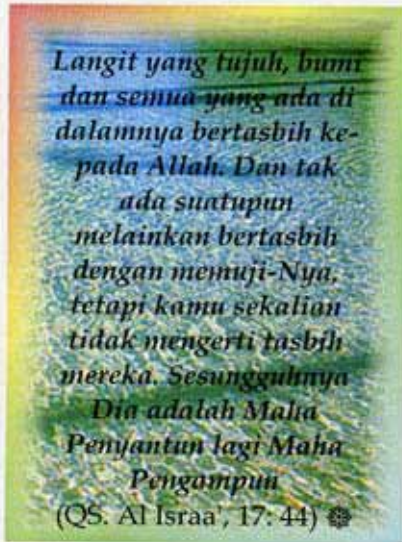 Langit yang tujuh, bumi
dan semua yang ada di
dalamnya bertasbih ke-
pada Allah. Dan tak
ada suatupun
melainkan bertasbih
dengan memuji-Nya,
tetapi kamu sekalian
tidak mengerti tasbih
mereka. Sesungguhnya
Dia adalah Maha
Penyantun lagi Maha
Pengampun
(QS. Al Israa', 17: 44)